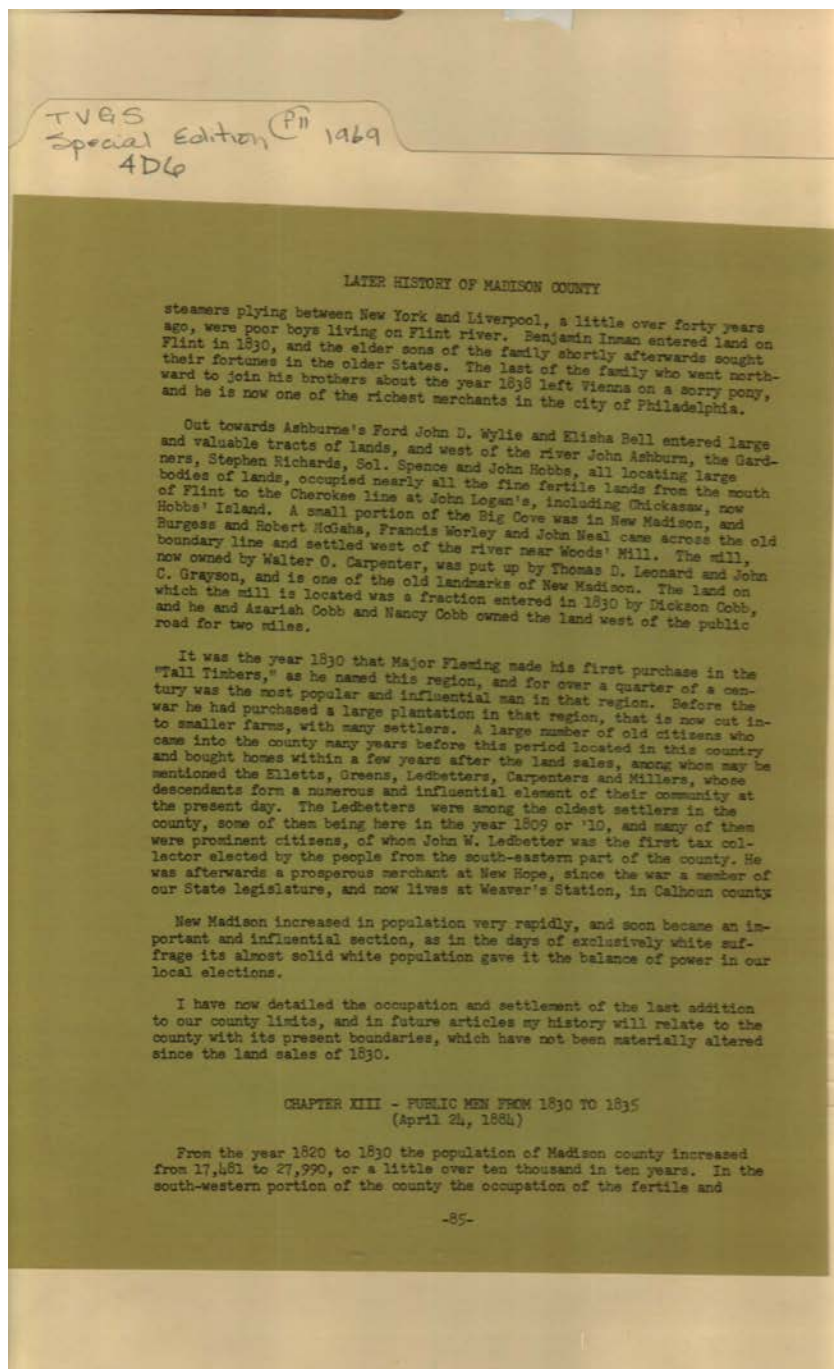 TVGS
Special Edition PII 1969
4D6
LATER HISTORY OF MADISON COUNTY
steamers plying between New York and Liverpool, a little over forty years
ago, were poor boys living on Flint river. Benjamin Inman entered land on
Flint in 1830, and the elder sons of the family shortly afterwards sought
their fortunes in the older States. The last of the family who went north-
ward to join his brothers about the year 1838 left Vienna on a sorry pony,
and he is now one of the richest merchants in the city of Philadelphia.
Out towards Ashburne's Ford John D. Wylie and Elisha Bell entered large
and valuable tracts of lands, and west of the river John Ashburn, the Gard-
ners, Stephen Richards, Sol. Spence and John Hobbs, all locating large
bodies of lands, occupied nearly all the fine fertile lands from the mouth
of Flint to the Cherokee line at John Logan's, including Chickasaw, now
Hobbs' Island. A small portion of the Big Cove was in New Madison, and
Burgess and Robert McGaha, Francis Worley and John Neal came across the old
boundary line and settled west of the river near Woods' Mill. The mill,
now owned by Walter O. Carpenter, was put up by Thomas D. Leonard and John
C. Grayson, and is one of the old landmarks of New Madison. The land on
which the mill is located was a fraction entered in 1830 by Dickson Cobb,
and he and Azariah Cobb and Nancy Cobb owned the land west of the public
road for two miles.
It was the year 1830 that Major Fleming made his first purchase in the
"Tall Timbers," as he named this region, and for over a quarter of a cen-
tury was the most popular and influential man in that region. Before the
war he had purchased a large plantation in that region, that is now cut in-
to smaller farms, with many settlers. A large number of old citizens who
came into the county many years before this period located in this country
and bought homes within a few years after the land sales, among whom may be
mentioned the Elletts, Greens, Ledbetters, Carpenters and Millers, whose
descendants form a numerous and influential element of their community at
the present day. The Ledbetters were among the oldest settlers in the
county, some of them being here in the year 1809 or '10, and many of them
were prominent citizens, of whom John W. Ledbetter was the first tax col-
lector elected by the people from the south-eastern part of the county. He
was afterwards a prosperous merchant at New Hope, since the war a member of
our State legislature, and now lives at Weaver's Station, in Calhoun county.
New Madison increased in population very rapidly, and soon became an im-
portant and influential section, as in the days of exclusively white suf-
frage its almost solid white population gave it the balance of power in our
local elections.
I have now detailed the occupation and settlement of the last addition
to our county limits, and in future articles my history will relate to the
county with its present boundaries, which have not been materially altered
since the land sales of 1830.
CHAPTER XIII - PUBLIC MEN FROM 1830 TO 1835
(April 24, 1884)
From the year 1820 to 1830 the population of Madison county increased
from 17,481 to 27,990, or a little over ten thousand in ten years. In the
south-western portion of the county the occupation of the fertile and
-85-